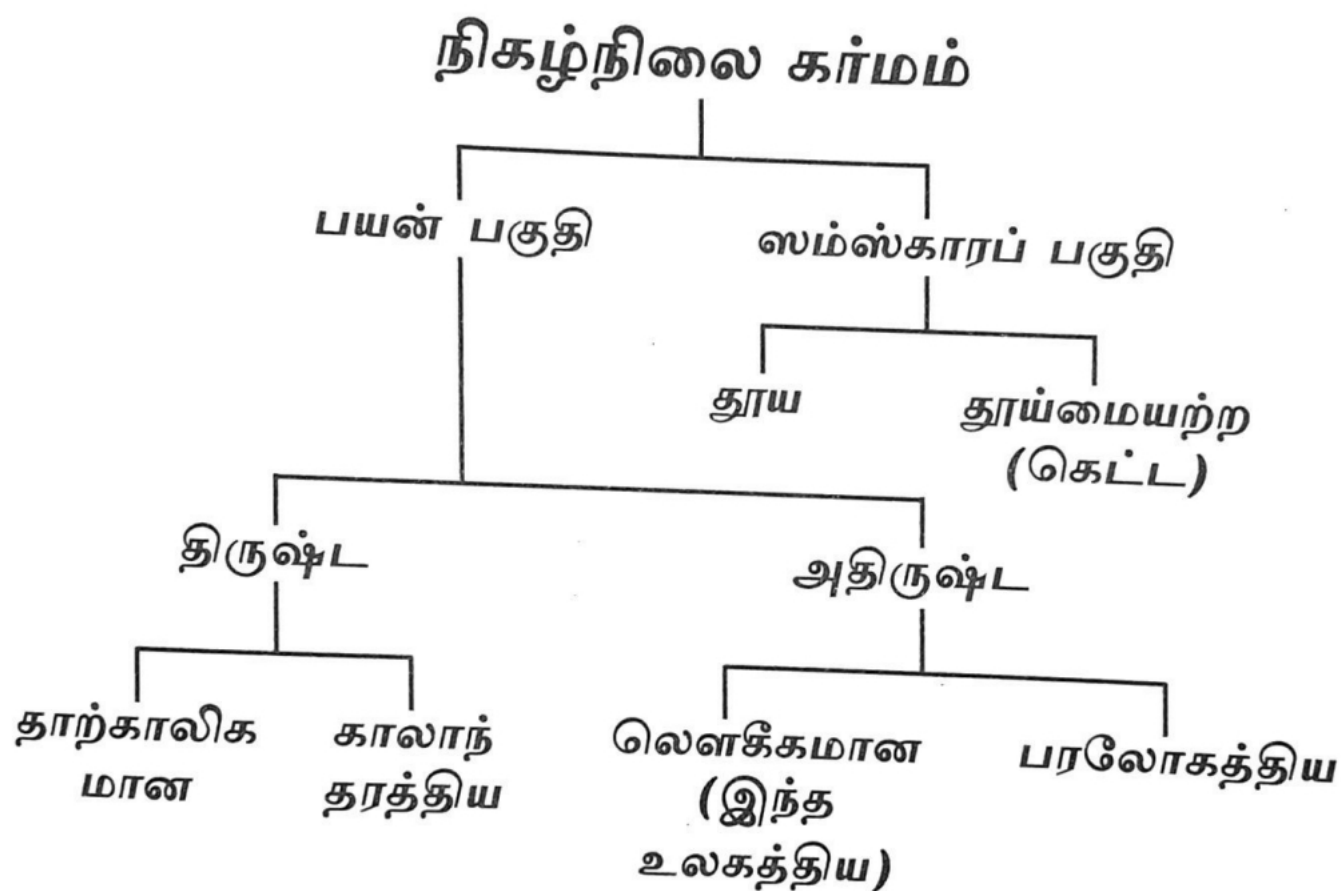 நிகழ்நிலை கர்மம்
பயன் பகுதி
ஸம்ஸ்காரப் பகுதி
தூய
தூய்மையற்ற
(கெட்ட)
திருஷ்ட
அதிருஷ்ட
தாற்காலிக
மான
காலாந்
தரத்திய
லௌகீகமான
(இந்த
உலகத்திய)
பரலோகத்திய